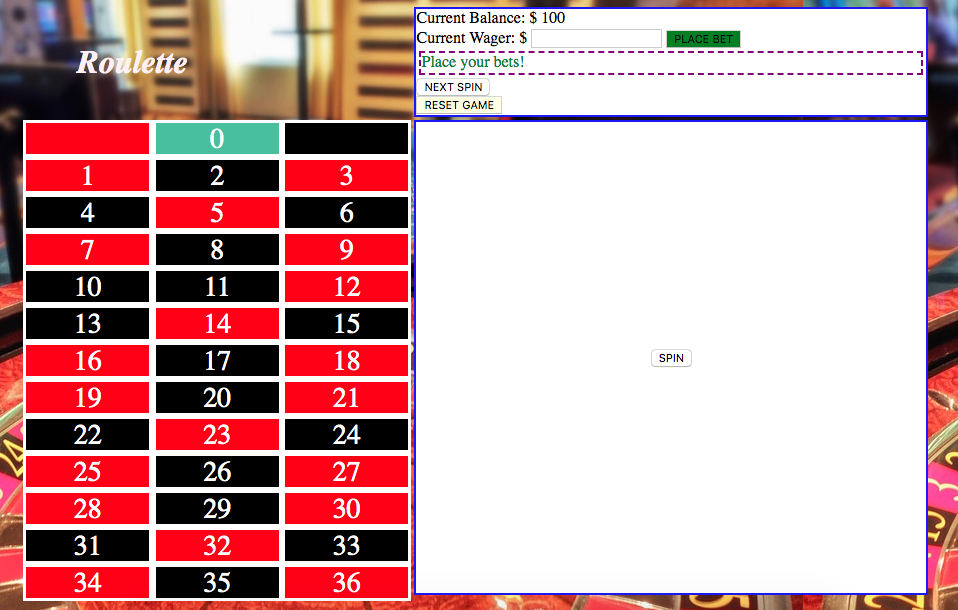 Roulette
Current Balance: $ 100
Current Wager: $ PLACE BET
Place your bets!
NEXT SPIN
RESET GAME
0
1 2 3
4 5 6
7 8 9
10 11 12
13 14 15
16 17 18
19 20 21
22 23 24
25 26 27
28 29 30
31 32 33
34 35 36
SPIN